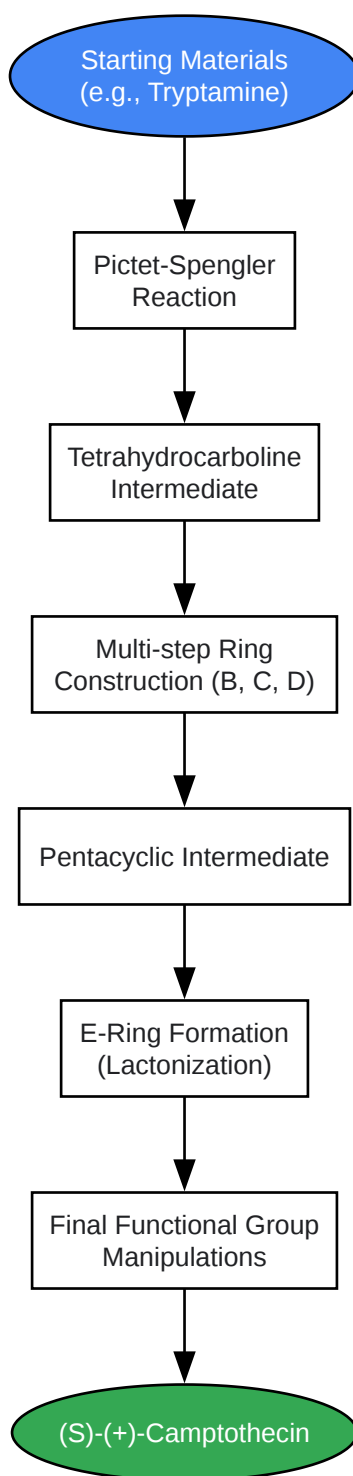 Starting Materials
(e.g., Tryptamine)
Pictet-Spengler
Reaction
Tetrahydrocarboline
Intermediate
Multi-step Ring
Construction (B, C, D)
Pentacyclic Intermediate
E-Ring Formation
(Lactonization)
Final Functional Group
Manipulations
(S)-(+)-Camptothecin